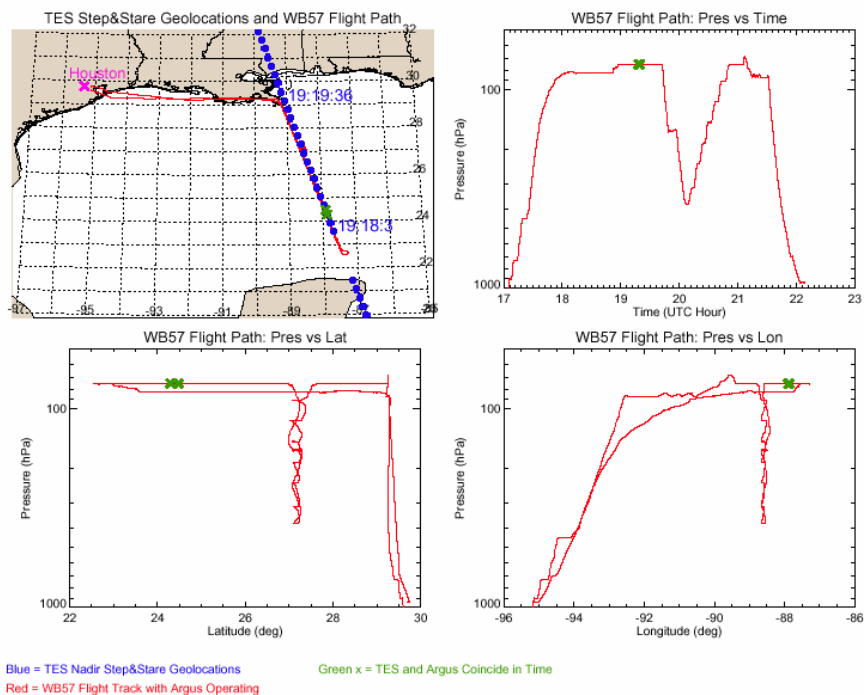 TES Step&Stare Geolocations and WB57 Flight Path
32
30
28
26
24
22
Houston
19:19:36
19:18:3
-97 -95 -93 -91 -89 -87
WB57 Flight Path: Pres vs Time
Pressure (hPa)
100
1000
17 18 19 20 21 22 23
Time (UTC Hour)
WB57 Flight Path: Pres vs Lat
Pressure (hPa)
100
1000
22 24 26 28 30
Latitude (deg)
WB57 Flight Path: Pres vs Lon
Pressure (hPa)
100
1000
-96 -94 -92 -90 -88 -86
Longitude (deg)
Blue = TES Nadir Step&Stare Geolocations
Green x = TES and Argus Coincide in Time
Red = WB57 Flight Track with Argus Operating